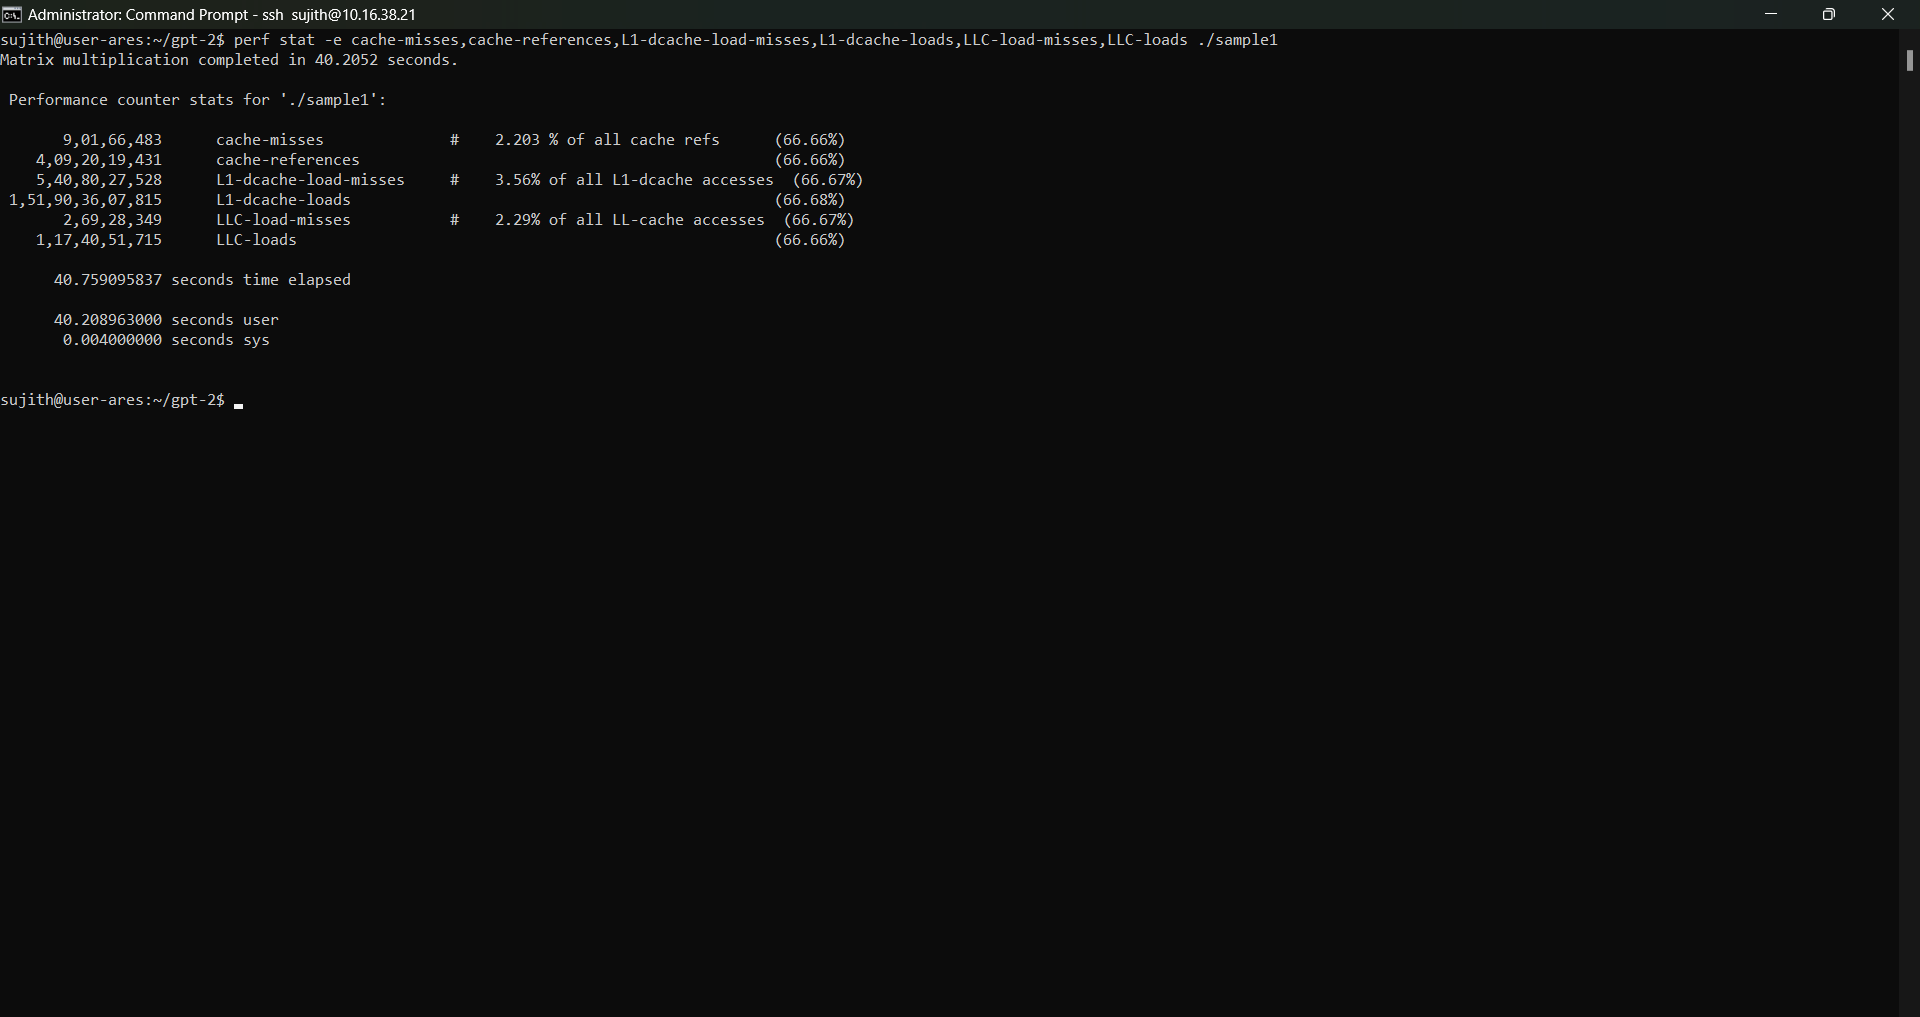 Administrator: Command Prompt - ssh sujith@10.16.38.21
sujith@user-ares:~/gpt-2$ perf stat -e cache-misses,cache-references,L1-dcache-load-misses,L1-dcache-loads,LLC-load-misses,LLC-loads ./sample1
Matrix multiplication completed in 40.2052 seconds.
Performance counter stats for './sample1':
9,01,66,483 cache-misses # 2.203 % of all cache refs (66.66%)
4,09,20,19,431 cache-references (66.66%)
5,40,80,27,528 L1-dcache-load-misses # 3.56% of all L1-dcache accesses (66.67%)
1,51,90,36,07,815 L1-dcache-loads (66.68%)
2,69,28,349 LLC-load-misses # 2.29% of all LL-cache accesses (66.67%)
1,17,40,51,715 LLC-loads (66.66%)
40.759095837 seconds time elapsed
40.208963000 seconds user
0.004000000 seconds sys
sujith@user-ares:~/gpt-2$